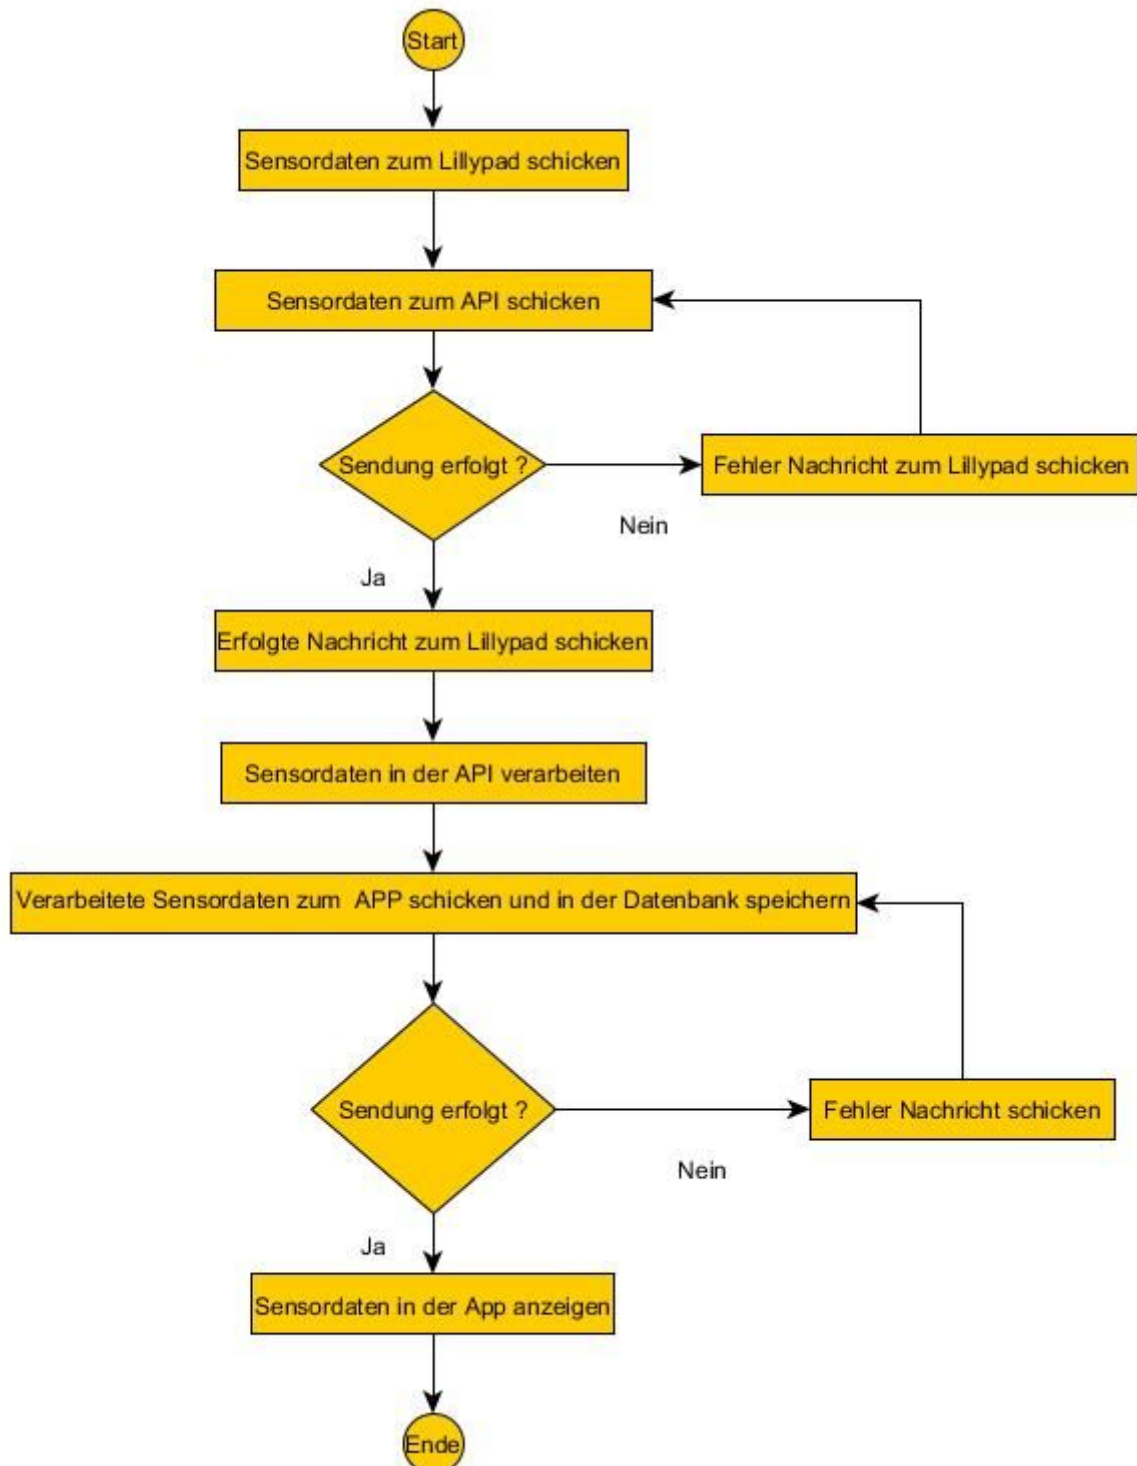 Start
Sensordaten zum Lillypad schicken
Sensordaten zum API schicken
Sendung erfolgt ?
Fehler Nachricht zum Lillypad schicken
Nein
Ja
Erfolgte Nachricht zum Lillypad schicken
Sensordaten in der API verarbeiten
Verarbeitete Sensordaten zum APP schicken und in der Datenbank speichern
Sendung erfolgt ?
Fehler Nachricht schicken
Nein
Ja
Sensordaten in der App anzeigen
Ende